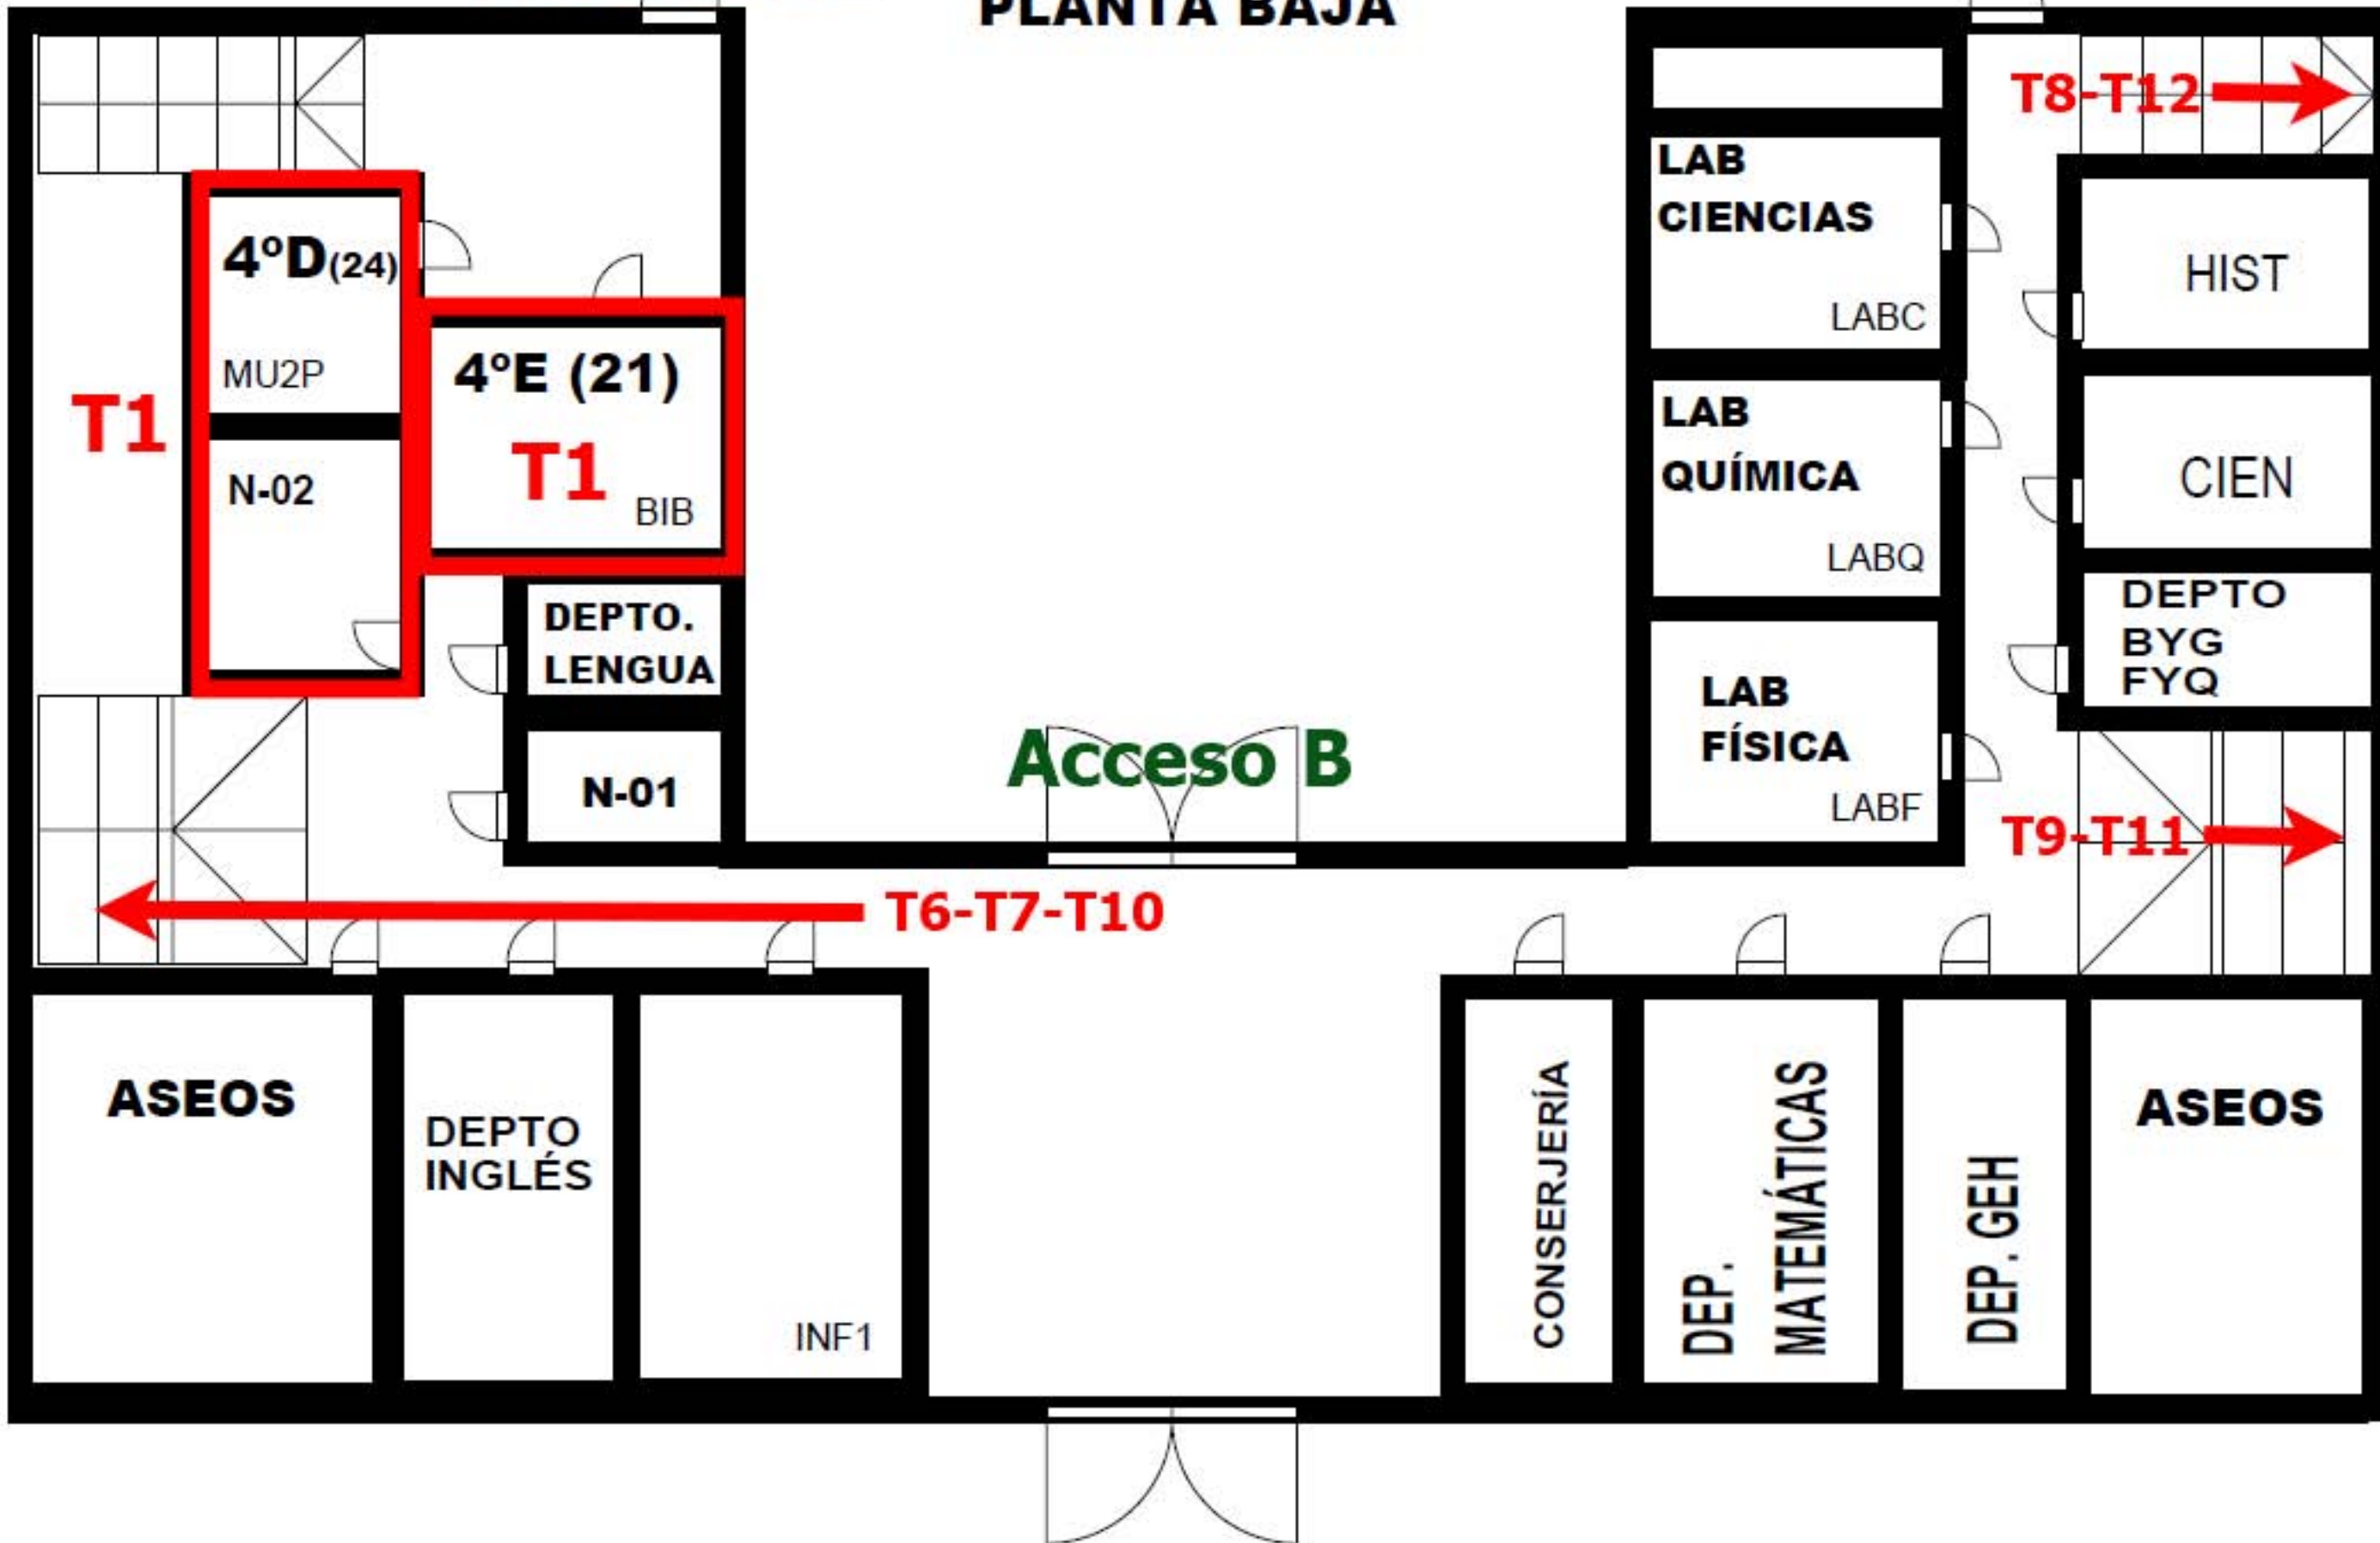 PLANTA BAJA
T8-T12
4ºD(24)
MU2P
T1
N-02
4ºE (21)
T1
BIB
DEPTO.
LENGUA
N-01
Acceso B
LAB
CIENCIAS
LABC
LAB
QUÍMICA
LABQ
LAB
FÍSICA
LABF
HIST
CIEN
DEPTO
BYG
FYQ
T9-T11
T6-T7-T10
ASEOS
DEPTO
INGLÉS
INF1
CONSERJERÍA
DEP.
MATEMÁTICAS
DEP. GEH
ASEOS